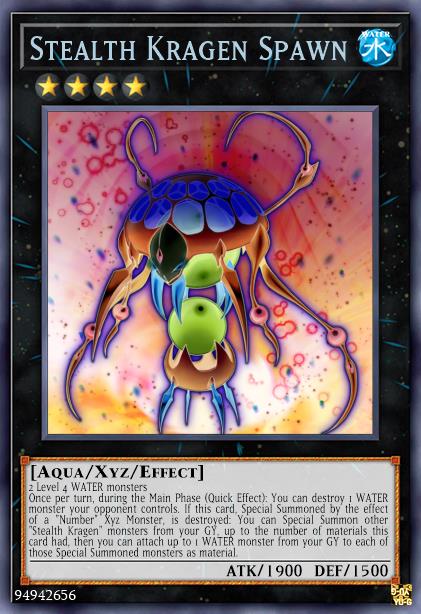 Stealth Kragen Spawn
WATER
水
[Aqua/Xyz/Effect]
2 Level 4 WATER monsters
Once per turn, during the Main Phase (Quick Effect): You can destroy 1 WATER
monster your opponent controls. If this card, Special Summoned by the effect
of a "Number" Xyz Monster, is destroyed: You can Special Summon other
"Stealth Kragen" monsters from your GY, up to the number of materials this
card had, then you can attach up to 1 WATER monster from your GY to each of
those Special Summoned monsters as material.
ATK/1900 DEF/1500
94942656